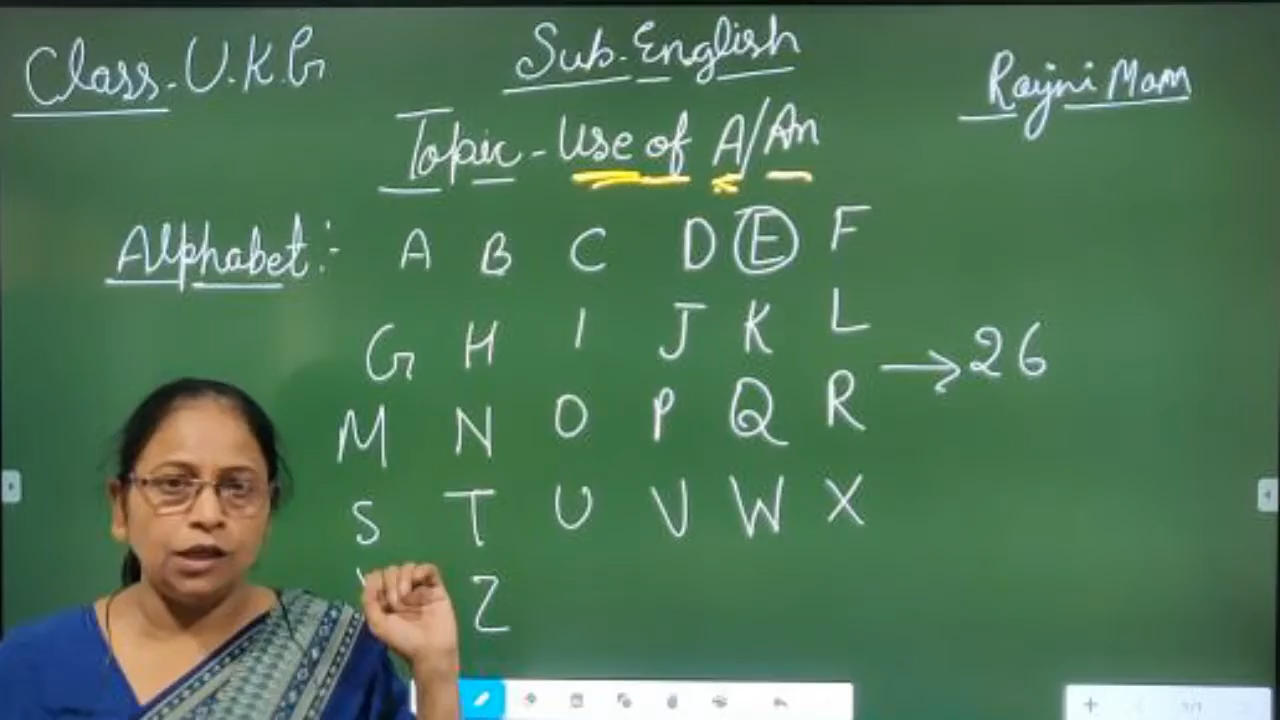 Class-U.K.G
Sub-English
Rajni Mam
Topic-Use of A/An
Alphabet:-
A B C D E F
G H I J K L
→26
M N O P Q R
S T U V W X
Z